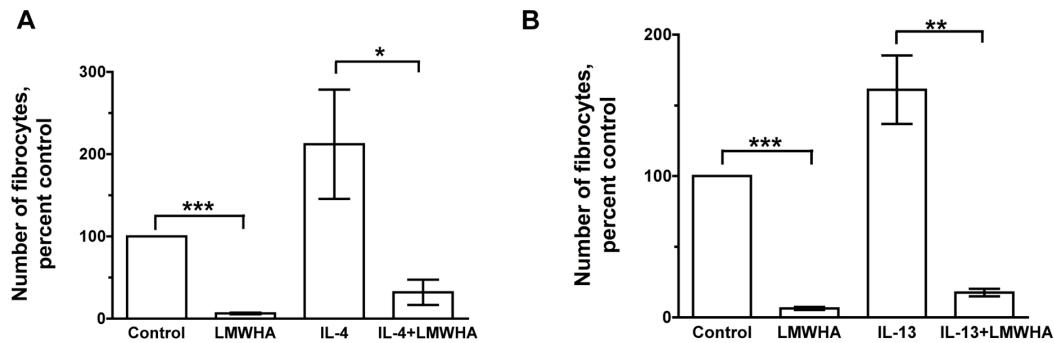 A
Number of fibrocytes,
percent control
300
200
100
0
***
*
Control LMWHA IL-4 IL-4+LMWHA
B
Number of fibrocytes,
percent control
200
100
0
***
**
Control LMWHA IL-13 IL-13+LMWHA